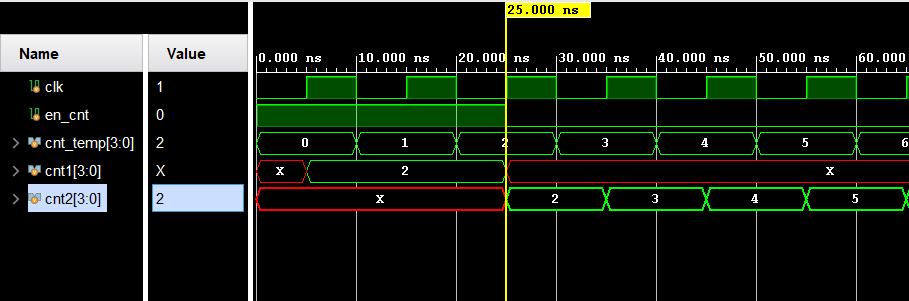 25.000 ns
Name Value
0.000 ns 10.000 ns 20.000 ns 30.000 ns 40.000 ns 50.000 ns 60.000
clk 1
en_cnt 0
cnt_temp[3:0] 2 0 1 2 3 4 5 6
cnt1[3:0] X X 2 X
cnt2[3:0] 2 X 2 3 4 5